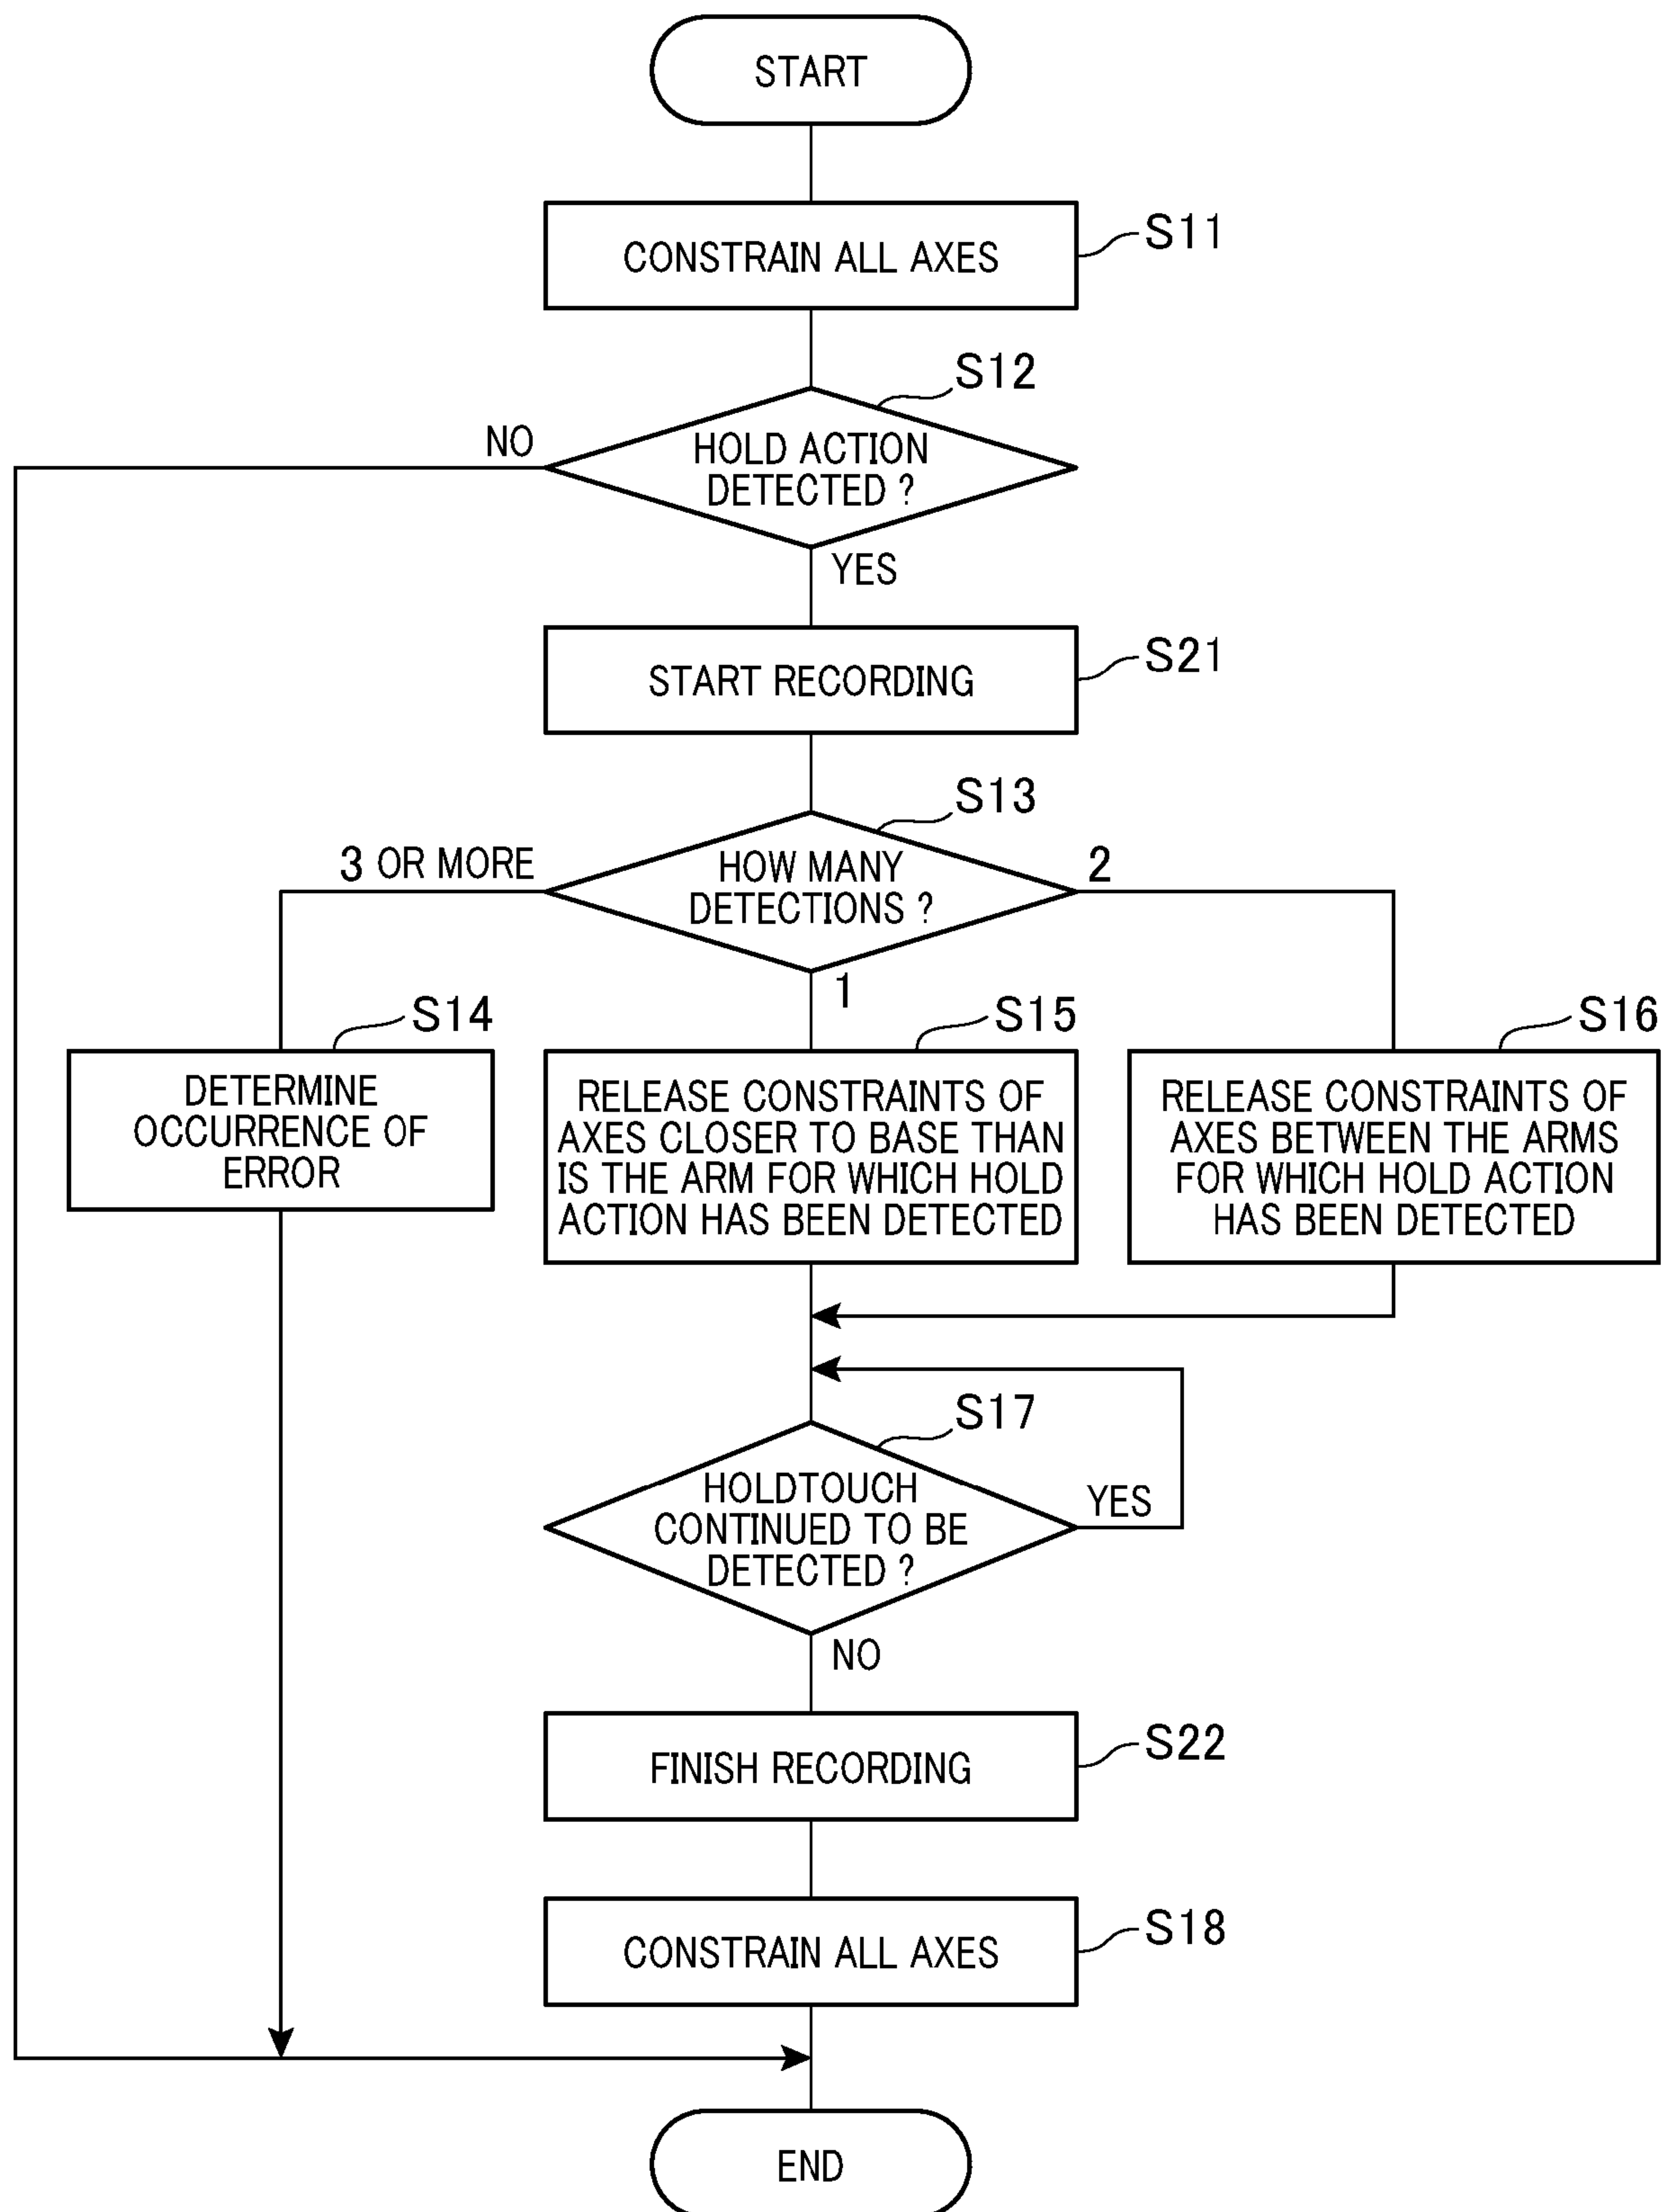 START
CONSTRAIN ALL AXES
S11
S12
HOLD ACTION
DETECTED ?
NO
YES
START RECORDING
S21
S13
HOW MANY
DETECTIONS ?
3 OR MORE
2
1
S14
DETERMINE
OCCURRENCE OF
ERROR
S15
RELEASE CONSTRAINTS OF
AXES CLOSER TO BASE THAN
IS THE ARM FOR WHICH HOLD
ACTION HAS BEEN DETECTED
S16
RELEASE CONSTRAINTS OF
AXES BETWEEN THE ARMS
FOR WHICH HOLD ACTION
HAS BEEN DETECTED
S17
HOLDTOUCH
CONTINUED TO BE
DETECTED ?
YES
NO
FINISH RECORDING
S22
CONSTRAIN ALL AXES
S18
END